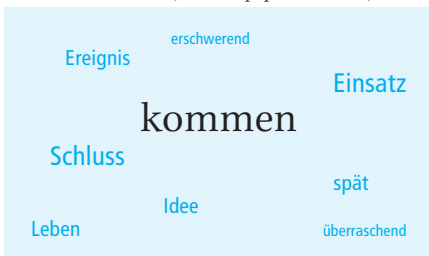 erschwerend
Ereignis
Einsatz
kommen
Schluss
spät
Idee
Leben
überraschend